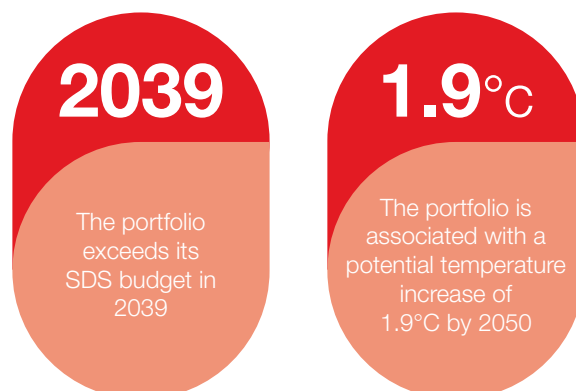 2039
The portfolio
exceeds its
SDS budget in
2039
1.9°C
The portfolio is
associated with a
potential temperature
increase of
1.9°C by 2050